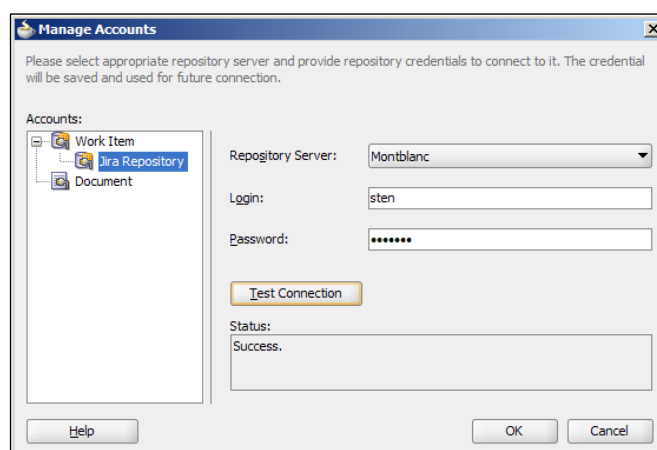 Manage Accounts
Please select appropriate repository server and provide repository credentials to connect to it. The credential
will be saved and used for future connection.
Accounts:
Work Item
Jira Repository
Document
Repository Server: Montblanc
Login: sten
Password: •••••••
Test Connection
Status:
Success.
Help OK Cancel